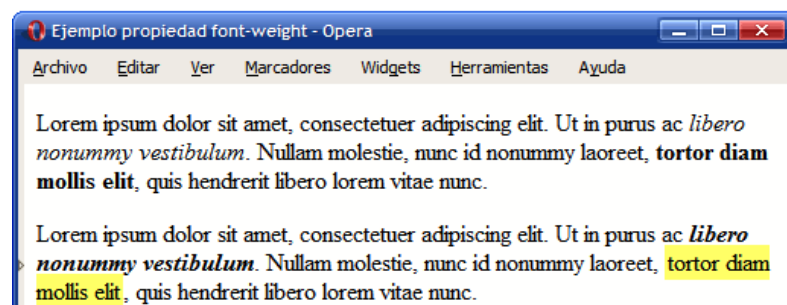 Ejemplo propiedad font-weight - Opera
Archivo Editar Ver Marcadores Widgets Herramientas Ayuda
Lorem ipsum dolor sit amet, consectetuer adipiscing elit. Ut in purus ac libero
nonummy vestibulum. Nullam molestie, nunc id nonummy laoreet, tortor diam
mollis elit, quis hendrerit libero lorem vitae nunc.
Lorem ipsum dolor sit amet, consectetuer adipiscing elit. Ut in purus ac libero
nonummy vestibulum. Nullam molestie, nunc id nonummy laoreet, tortor diam
mollis elit, quis hendrerit libero lorem vitae nunc.